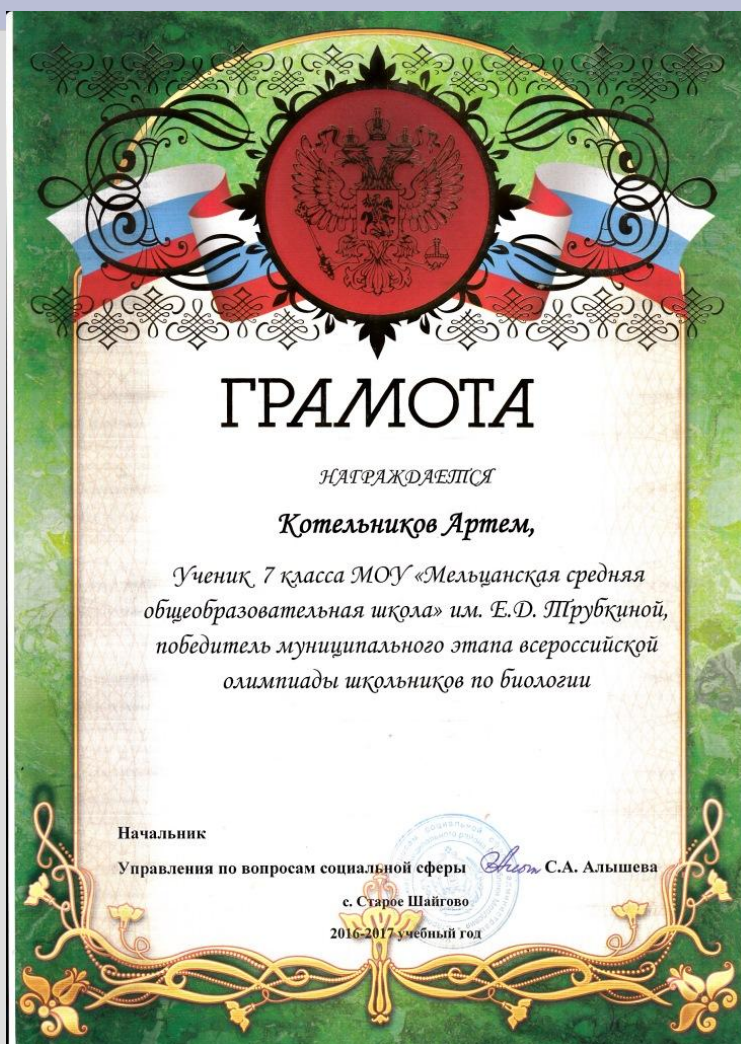 ГРАМОТА
НАГРАЖДАЕТСЯ
Котельников Артем,
Ученик 7 класса МОУ «Мельцанская средняя
общеобразовательная школа» им. Е.Д. Трубкиной,
победитель муниципального этапа всероссийской
олимпиады школьников по биологии
Начальник
Управления по вопросам социальной сферы С.А. Алышева
с. Старое Шайгово
2016-2017 учебный год